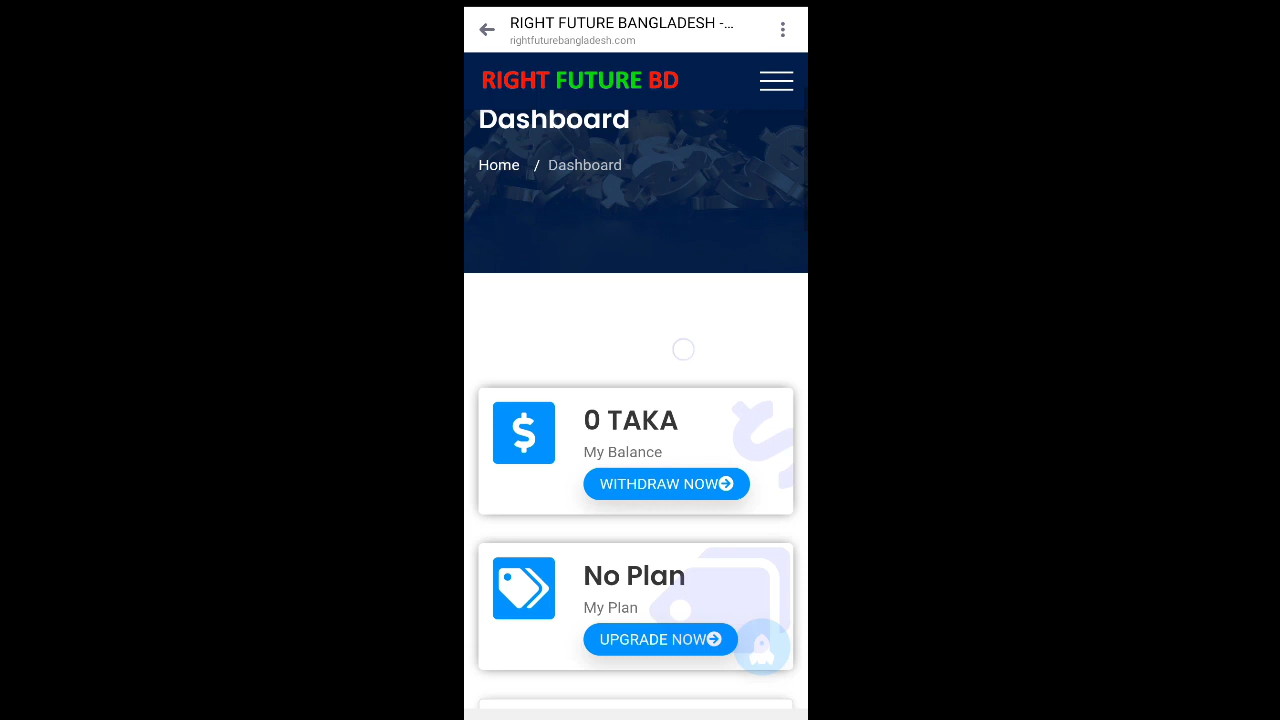 RIGHT FUTURE BANGLADESH -...
rightfuturebangladesh.com
RIGHT FUTURE BD
Dashboard
Home / Dashboard
0 TAKA
My Balance
WITHDRAW NOW
No Plan
My Plan
UPGRADE NOW